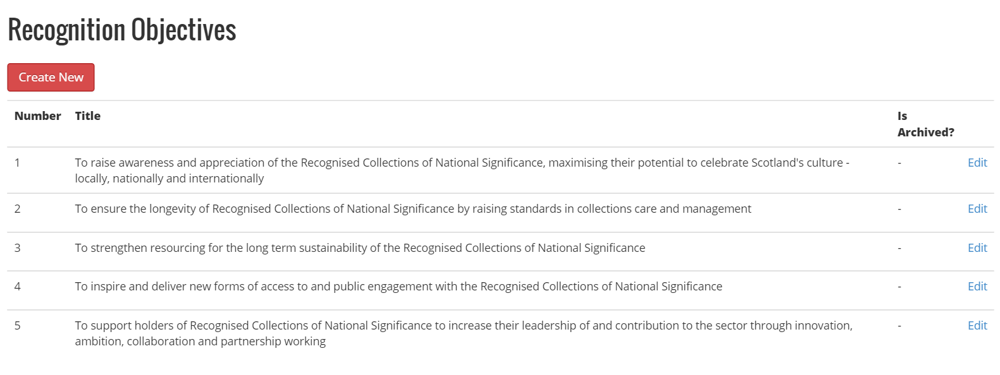 Recognition Objectives
Create New
Number Title Is Archived?
1 To raise awareness and appreciation of the Recognised Collections of National Significance, maximising their potential to celebrate Scotland's culture - - Edit
locally, nationally and internationally
2 To ensure the longevity of Recognised Collections of National Significance by raising standards in collections care and management - Edit
3 To strengthen resourcing for the long term sustainability of the Recognised Collections of National Significance - Edit
4 To inspire and deliver new forms of access to and public engagement with the Recognised Collections of National Significance - Edit
5 To support holders of Recognised Collections of National Significance to increase their leadership of and contribution to the sector through innovation, - Edit
ambition, collaboration and partnership working